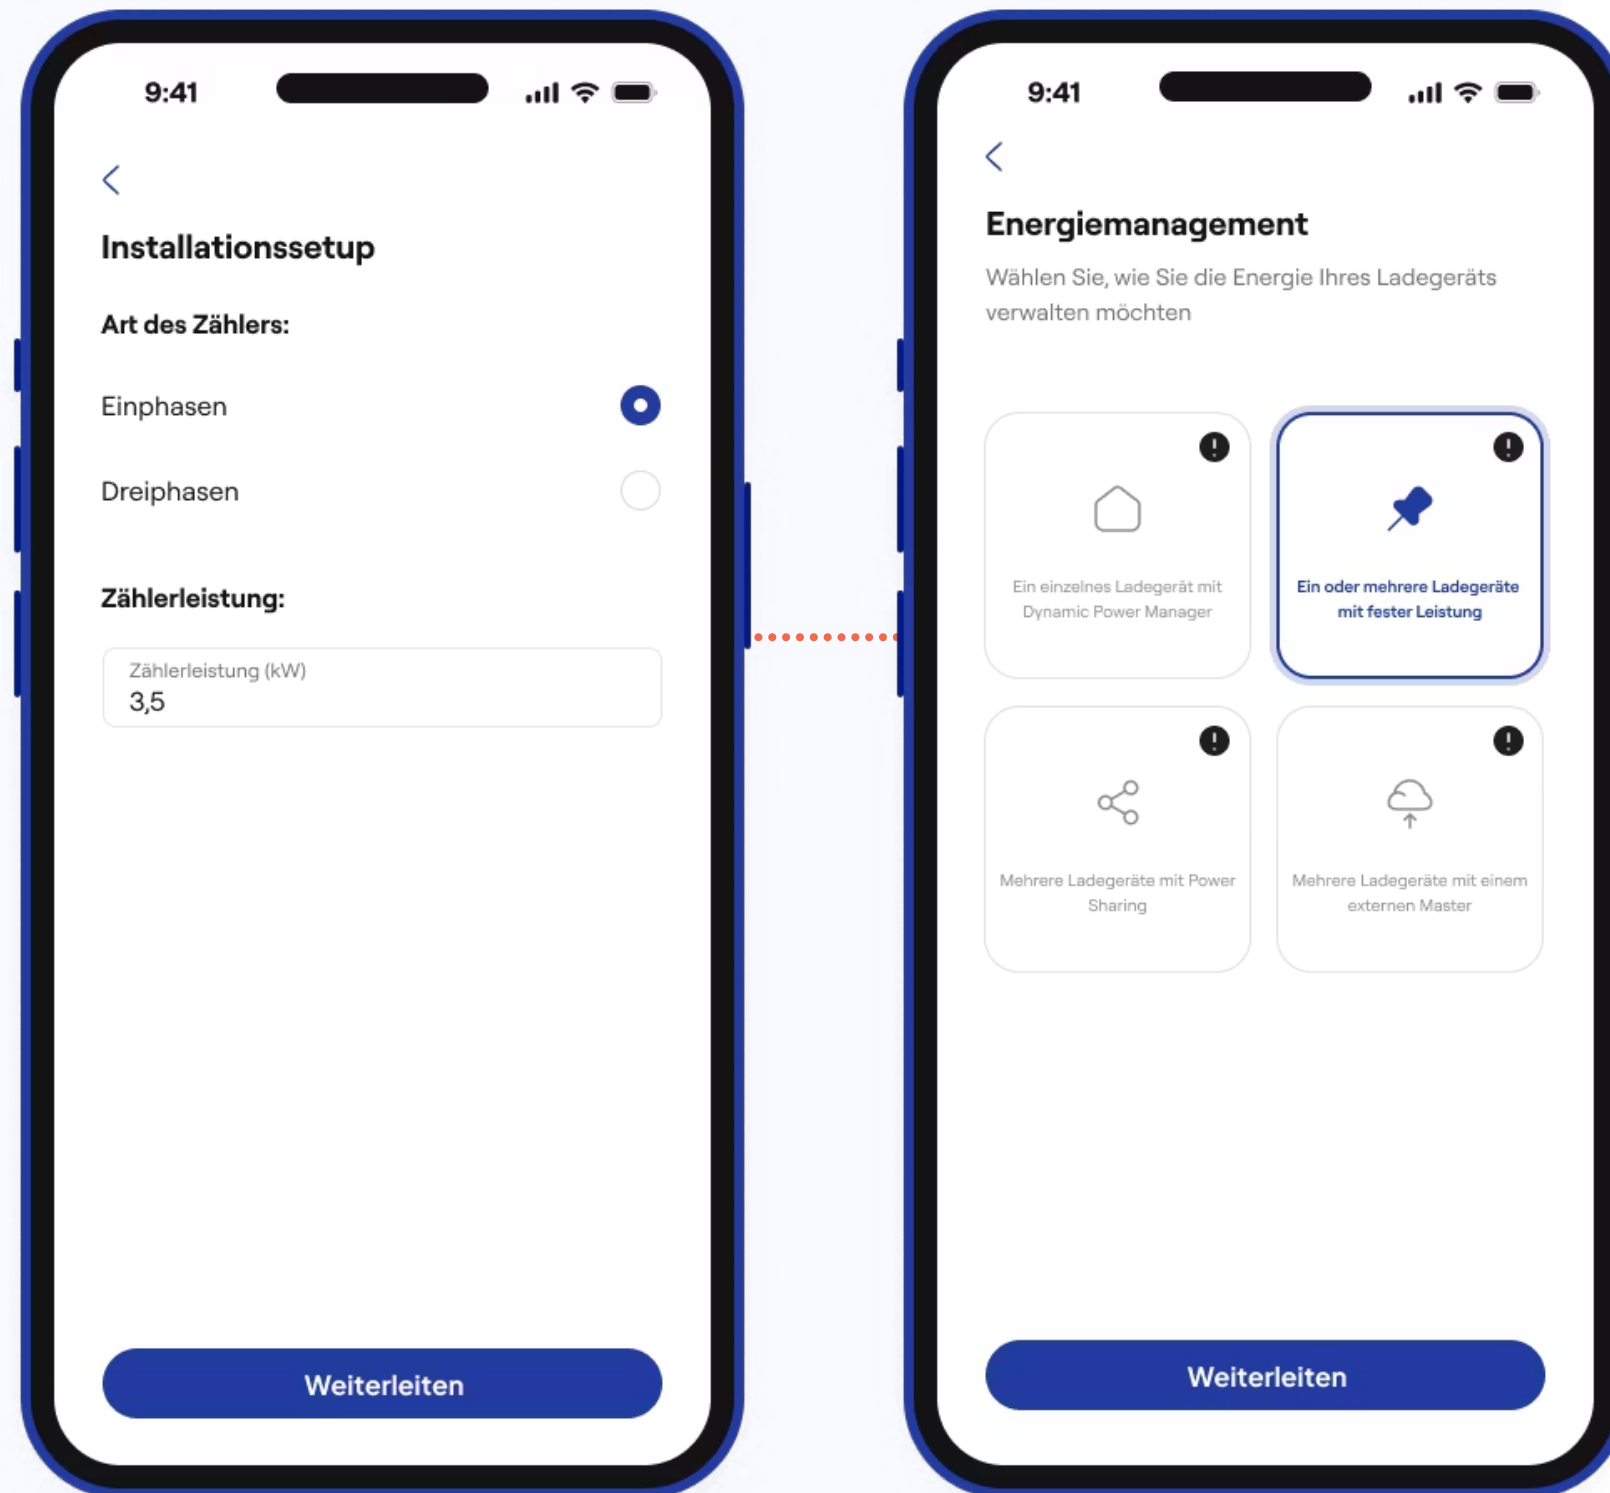 9:41
Installationssetup
Art des Zählers:
Einphasen
Dreiphasen
Zählerleistung:
Zählerleistung (kW)
3,5
Weiterleiten
9:41
Energiemanagement
Wählen Sie, wie Sie die Energie Ihres Ladegeräts
verwalten möchten
Ein einzelnes Ladegerät mit
Dynamic Power Manager
Ein oder mehrere Ladegeräte
mit fester Leistung
Mehrere Ladegeräte mit Power
Sharing
Mehrere Ladegeräte mit einem
externen Master
Weiterleiten